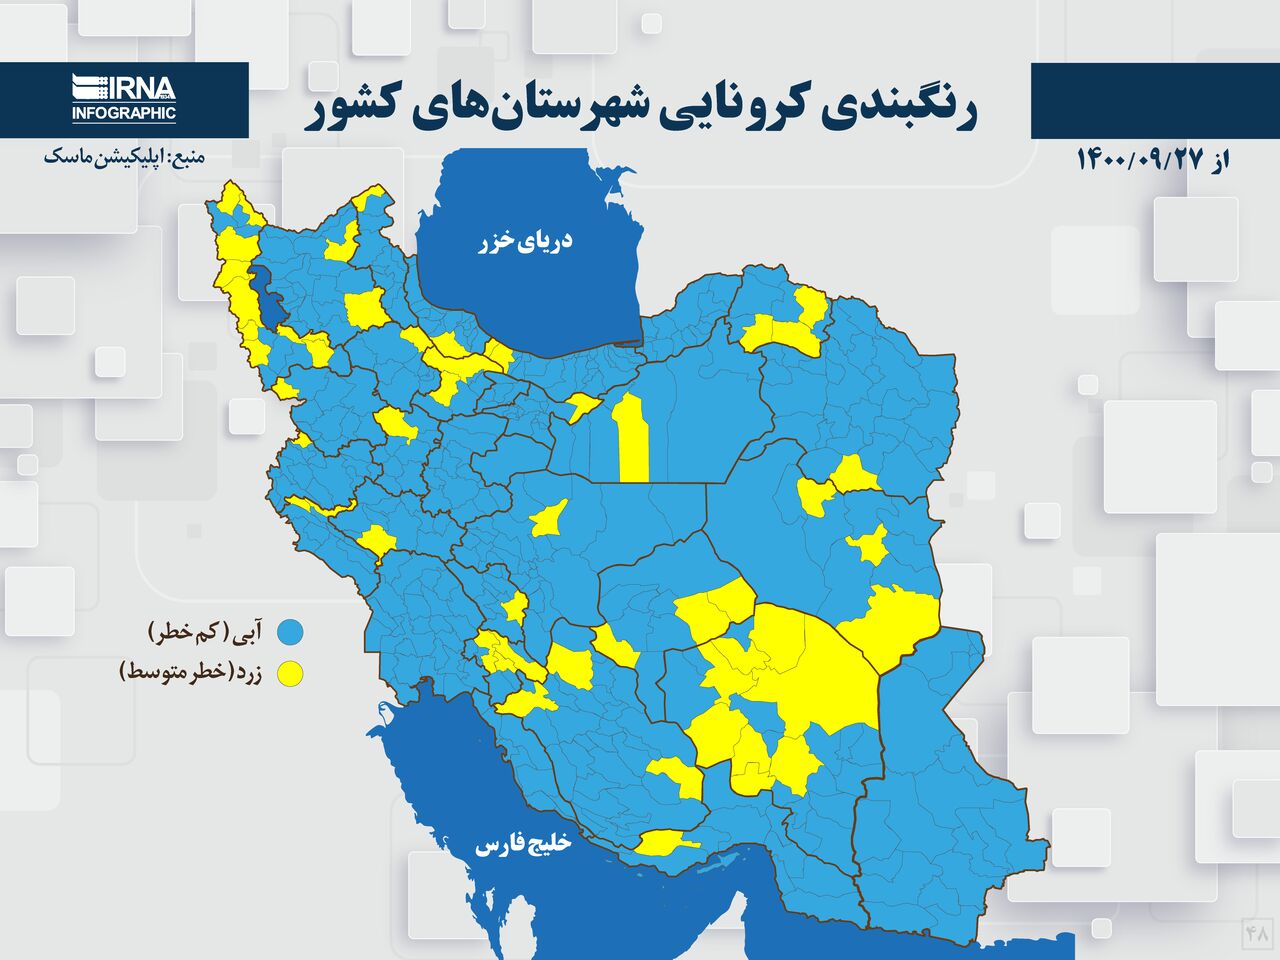 IRNA
INFOGRAPHIC
رنگبندی کرونایی شهرستان‌های کشور
منبع: اپلیکیشن ماسک
از ۱۴۰۰/۰۹/۲۷
دریای خزر
آبی (کم خطر)
زرد (خطر متوسط)
خلیج فارس
۴۸